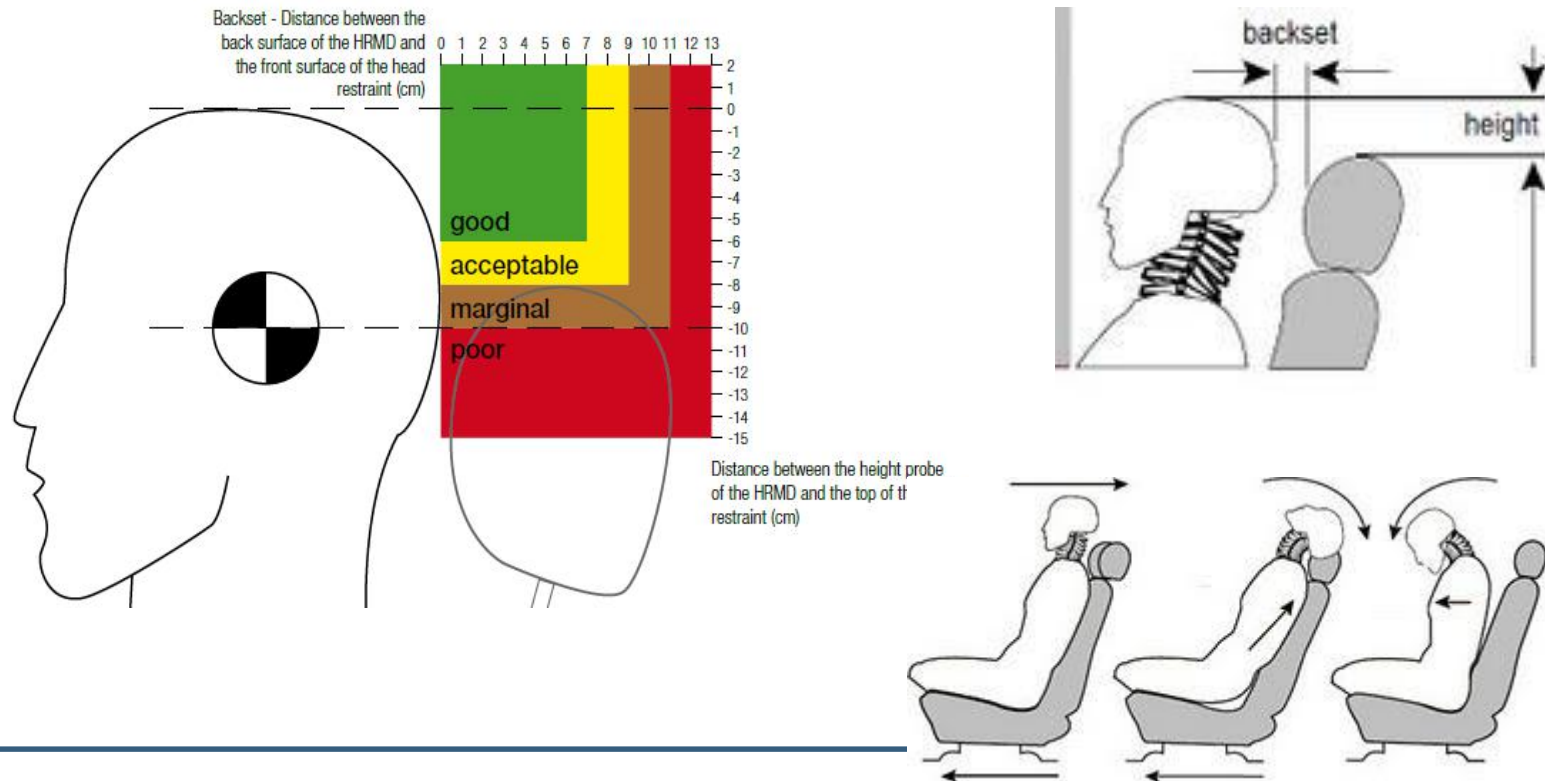 Backset - Distance between the
back surface of the HRMD and
the front surface of the head
restraint (cm)
0 1 2 3 4 5 6 7 8 9 10 11 12 13
2
1
0
-1
-2
-3
-4
-5
-6
-7
-8
-9
-10
-11
-12
-13
-14
-15
good
acceptable
marginal
poor
Distance between the height probe
of the HRMD and the top of th
restraint (cm)
backset
height